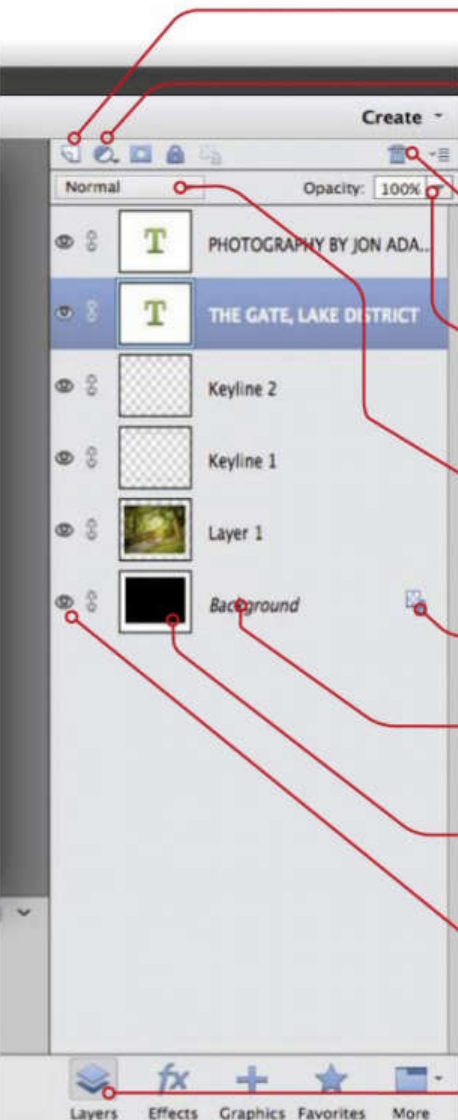 Create
Normal Opacity: 100%
PHOTOGRAPHY BY JON ADA...
THE GATE, LAKE DISTRICT
Keyline 2
Keyline 1
Layer 1
Background
Layers Effects Graphics Favorites More